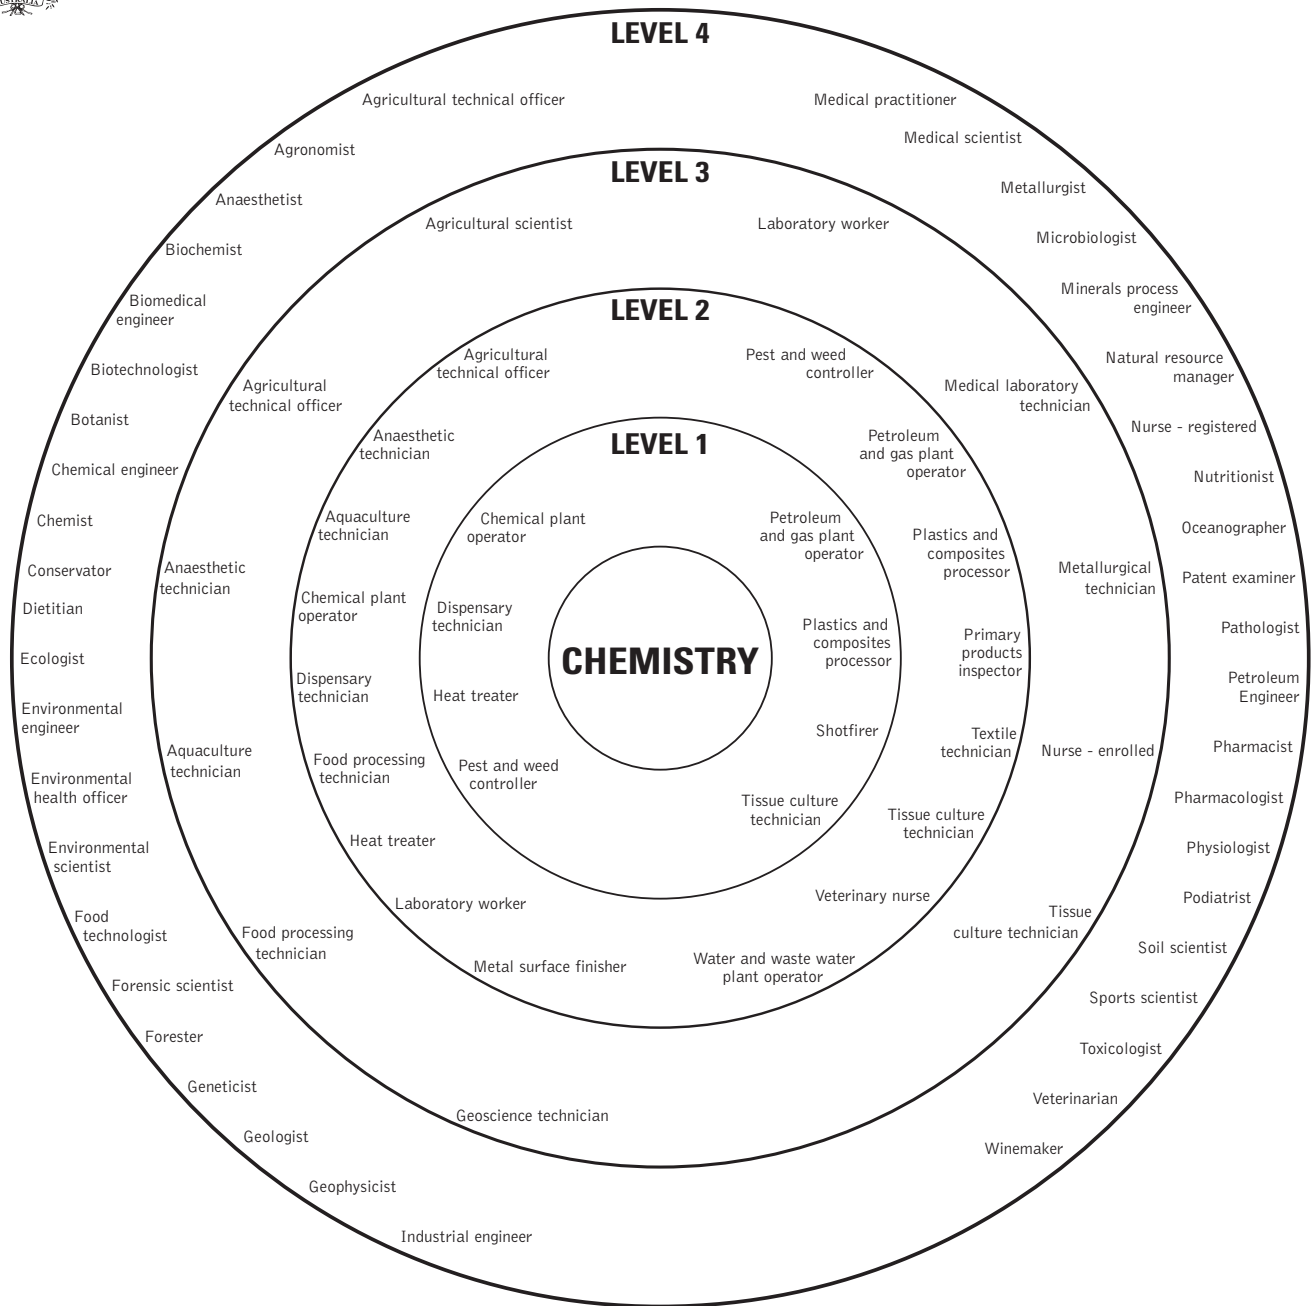 AUSTRALIA
LEVEL 4
Agricultural technical officer
Agronomist
Anaesthetist
Biochemist
Biomedical
engineer
Biotechnologist
Botanist
Chemical engineer
Chemist
Conservator
Dietitian
Ecologist
Environmental
engineer
Environmental
health officer
Environmental
scientist
Food
technologist
Forensic scientist
Forester
Geneticist
Geologist
Geophysicist
Industrial engineer
Medical practitioner
Medical scientist
Metallurgist
Microbiologist
Minerals process
engineer
Natural resource
manager
Nurse - registered
Nutritionist
Oceanographer
Patent examiner
Pathologist
Petroleum
Engineer
Pharmacist
Pharmacologist
Physiologist
Podiatrist
Soil scientist
Sports scientist
Toxicologist
Veterinarian
Winemaker
LEVEL 3
Agricultural scientist
Agricultural
technical officer
Anaesthetic
technician
Aquaculture
technician
Food processing
technician
Geoscience technician
Laboratory worker
Medical laboratory
technician
Metallurgical
technician
Nurse - enrolled
Tissue
culture technician
LEVEL 2
Agricultural
technical officer
Anaesthetic
technician
Aquaculture
technician
Chemical plant
operator
Dispensary
technician
Food processing
technician
Heat treater
Laboratory worker
Metal surface finisher
Pest and weed
controller
Petroleum
and gas plant
operator
Plastics and
composites
processor
Primary
products
inspector
Textile
technician
Tissue culture
technician
Veterinary nurse
Water and waste water
plant operator
LEVEL 1
Chemical plant
operator
Dispensary
technician
Heat treater
Pest and weed
controller
Petroleum
and gas plant
operator
Plastics and
composites
processor
Shotfirer
Tissue culture
technician
CHEMISTRY